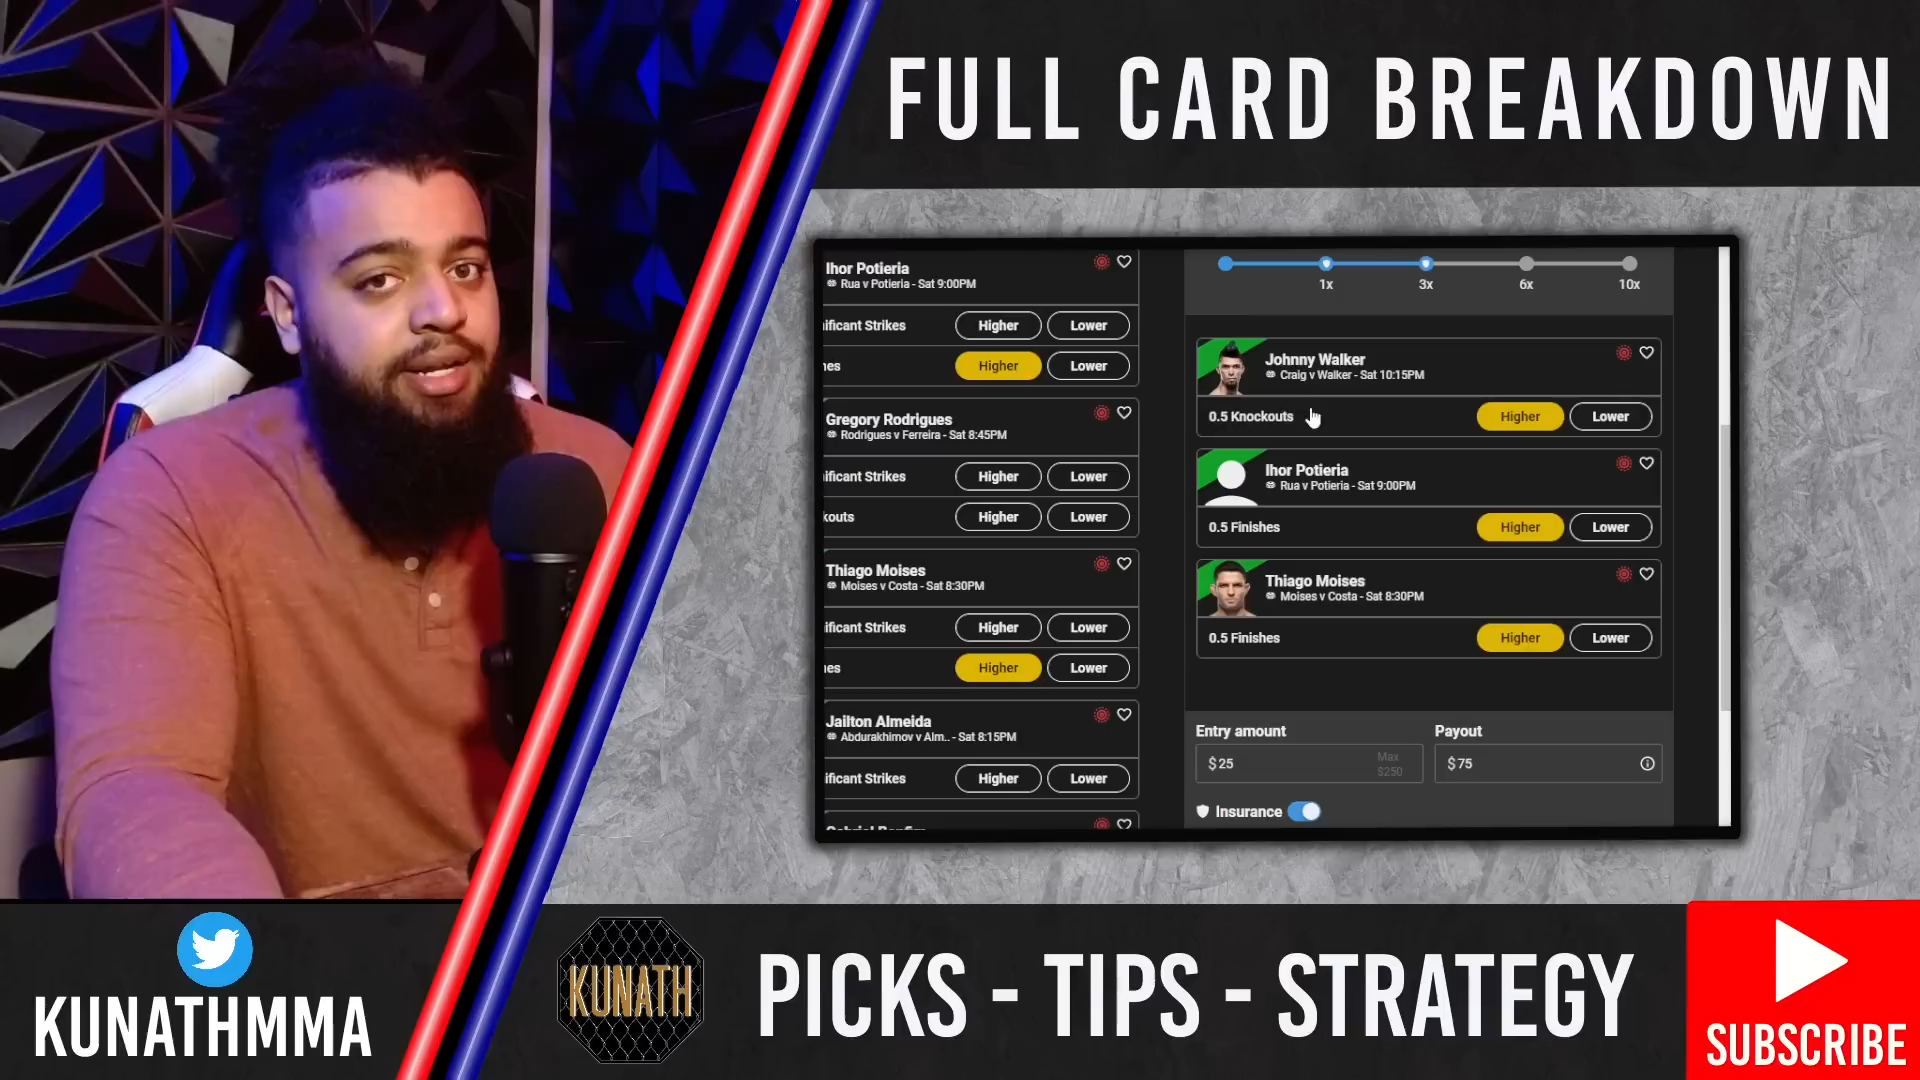 FULL CARD BREAKDOWN
Ihor Potieria
Rua v Potieria - Sat 9:00PM
ificant Strikes
Higher
Lower
nes
Higher
Lower
Gregory Rodrigues
Rodrigues v Ferreira - Sat 8:45PM
ificant Strikes
Higher
Lower
kouts
Higher
Lower
Thiago Moises
Moises v Costa - Sat 8:30PM
ificant Strikes
Higher
Lower
nes
Higher
Lower
Jailton Almeida
Abdurakhimov v Alm.. - Sat 8:15PM
ificant Strikes
Higher
Lower
1x
3x
6x
10x
Johnny Walker
Craig v Walker - Sat 10:15PM
0.5 Knockouts
Higher
Lower
Ihor Potieria
Rua v Potieria - Sat 9:00PM
0.5 Finishes
Higher
Lower
Thiago Moises
Moises v Costa - Sat 8:30PM
0.5 Finishes
Higher
Lower
Entry amount
Payout
$25
Max
$250
$75
Insurance
KUNATHMMA
KUNATH
PICKS - TIPS - STRATEGY
SUBSCRIBE